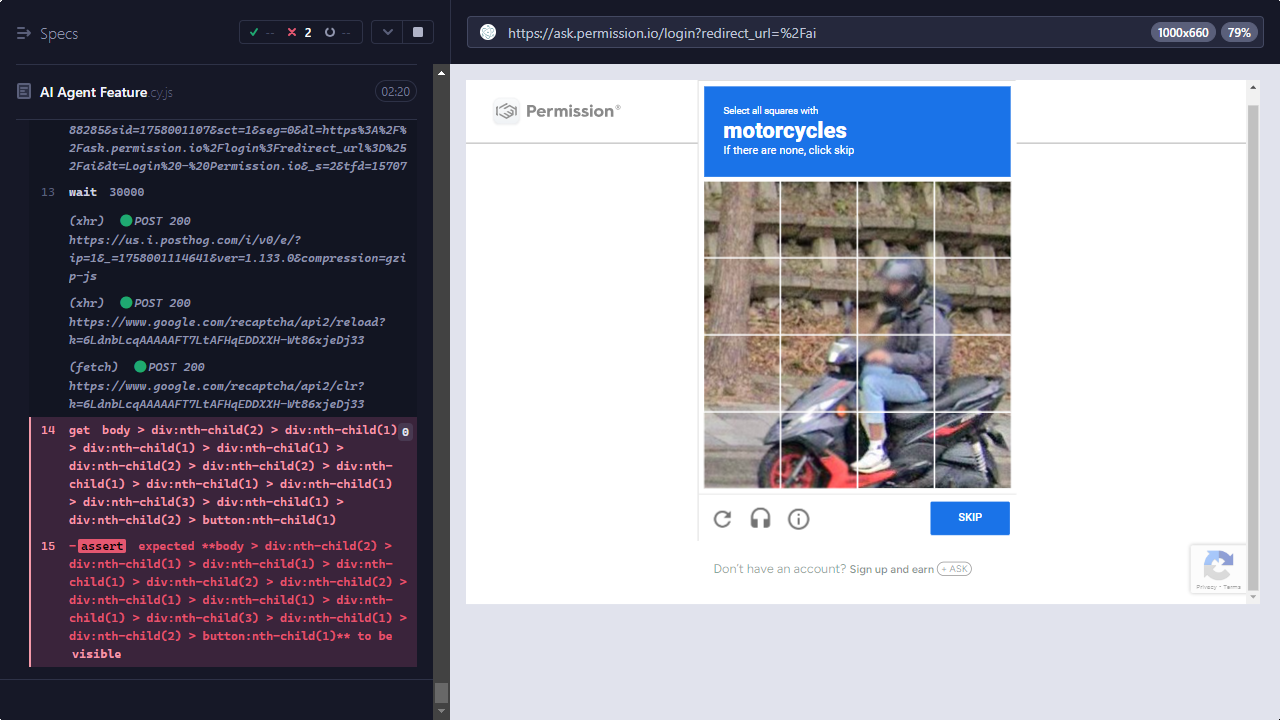 Specs
--
2
--
AI Agent Feature.cy.js
02:20
88285&sid=1758001107&sct=1&seg=0&dl=https%3A%2F%
2Fask.permission.io%2Flogin%3Fredirect_url%3D%25
2Fai&dt=Login%20-%20Permission.io&_s=2&tfd=15707
13 wait 30000
(xhr) POST 200
https://us.i.posthog.com/i/v0/e/?
ip=1&_=1758001114641&ver=1.133.0&compression=gzi
p-js
(xhr) POST 200
https://www.google.com/recaptcha/api2/reload?
k=6LdnbLcqAAAAAFT7LtAFHqEDDXXH-Wt86xjeDj33
(fetch) POST 200
https://www.google.com/recaptcha/api2/clr?
k=6LdnbLcqAAAAAFT7LtAFHqEDDXXH-Wt86xjeDj33
14 get body > div:nth-child(2) > div:nth-child(1) 0
> div:nth-child(1) > div:nth-child(1) >
div:nth-child(2) > div:nth-child(2) > div:nth-
child(1) > div:nth-child(1) > div:nth-child(1)
> div:nth-child(3) > div:nth-child(1) >
div:nth-child(2) > button:nth-child(1)
15 -assert expected **body > div:nth-child(2) >
div:nth-child(1) > div:nth-child(1) > div:nth-
child(1) > div:nth-child(2) > div:nth-child(2) >
div:nth-child(1) > div:nth-child(1) > div:nth-
child(1) > div:nth-child(3) > div:nth-child(1) >
div:nth-child(2) > button:nth-child(1)** to be
visible
https://ask.permission.io/login?redirect_url=%2Fai
1000x660
79%
Permission®
Select all squares with
motorcycles
If there are none, click skip
SKIP
Don't have an account? Sign up and earn + ASK
Privacy - Terms